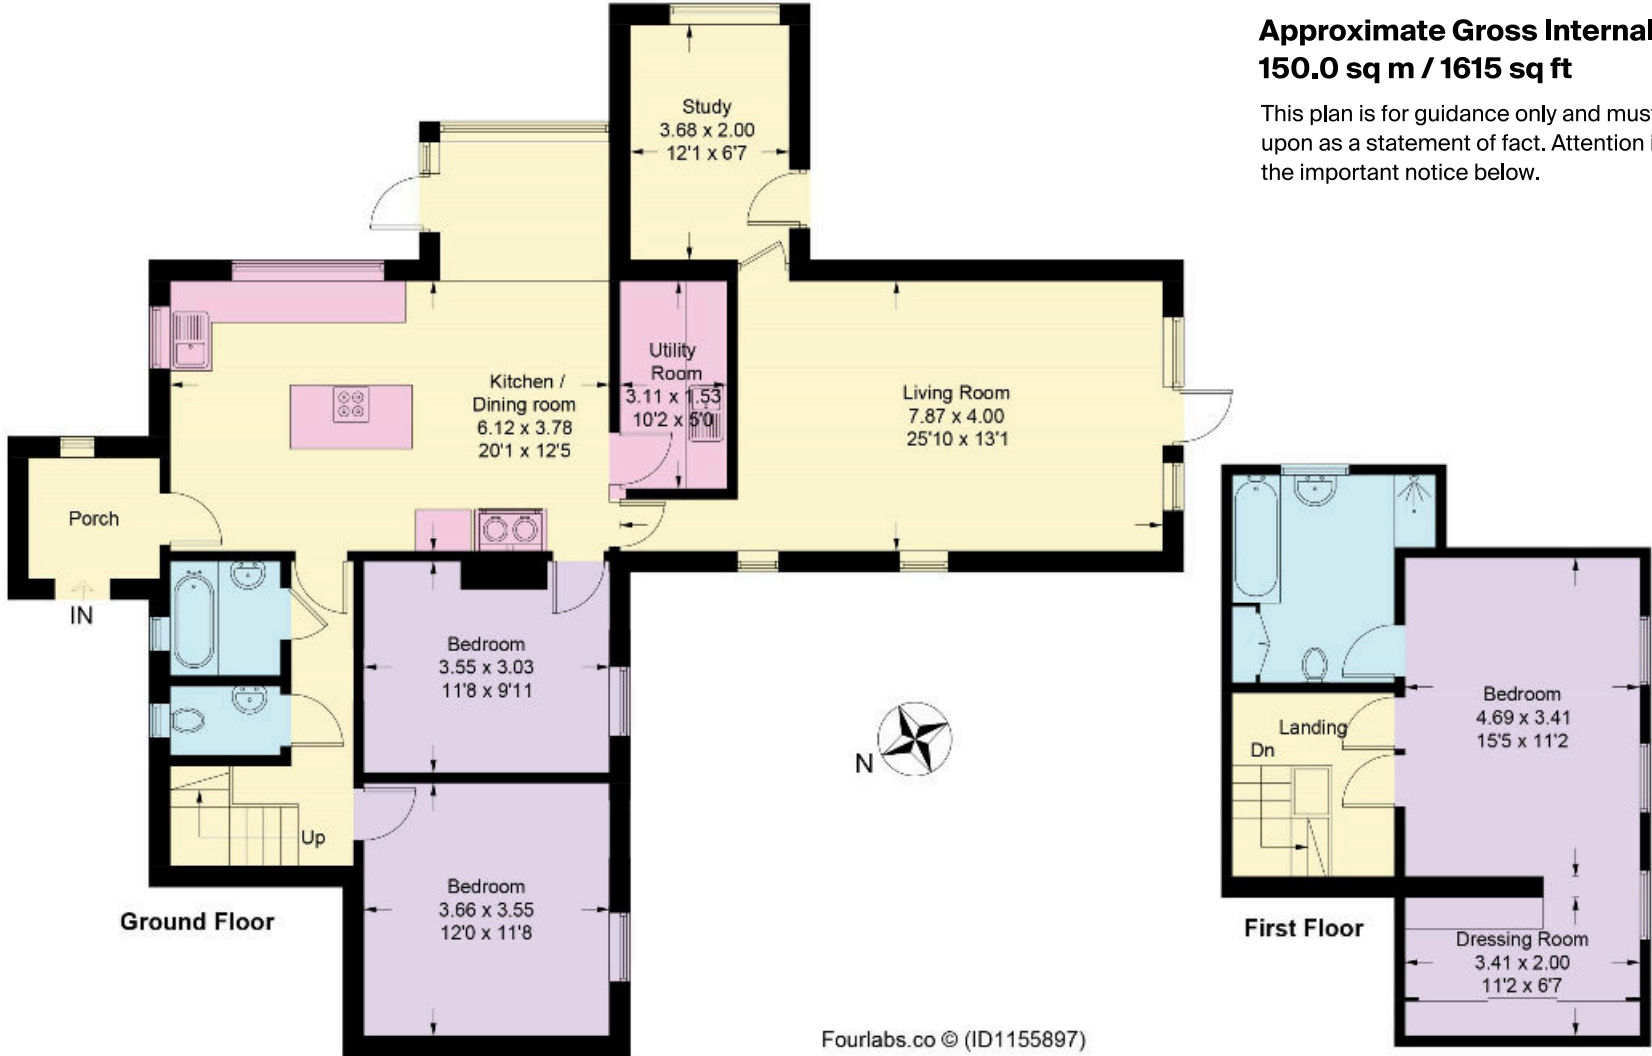 Approximate Gross Internal
150.0 sq m / 1615 sq ft
This plan is for guidance only and must
upon as a statement of fact. Attention i
the important notice below.
Study
3.68 x 2.00
12'1 x 6'7
Kitchen /
Dining room
6.12 x 3.78
20'1 x 12'5
Utility
Room
3.11 x 1.53
10'2 x 5'0
Living Room
7.87 x 4.00
25'10 x 13'1
Porch
IN
Bedroom
3.55 x 3.03
11'8 x 9'11
Up
Bedroom
3.66 x 3.55
12'0 x 11'8
Ground Floor
N
Landing
Dn
Bedroom
4.69 x 3.41
15'5 x 11'2
First Floor
Dressing Room
3.41 x 2.00
11'2 x 6'7
Fourlabs.co © (ID1155897)